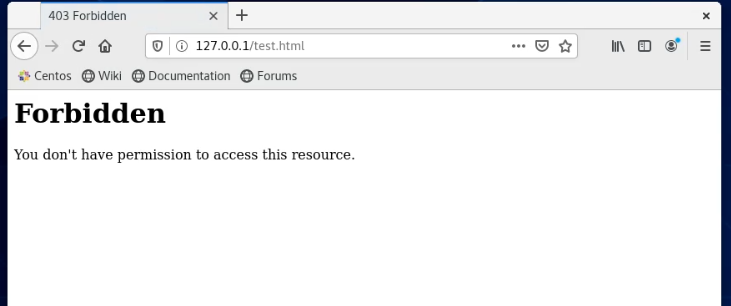 403 Forbidden
127.0.0.1/test.html
Centos Wiki Documentation Forums
Forbidden
You don't have permission to access this resource.